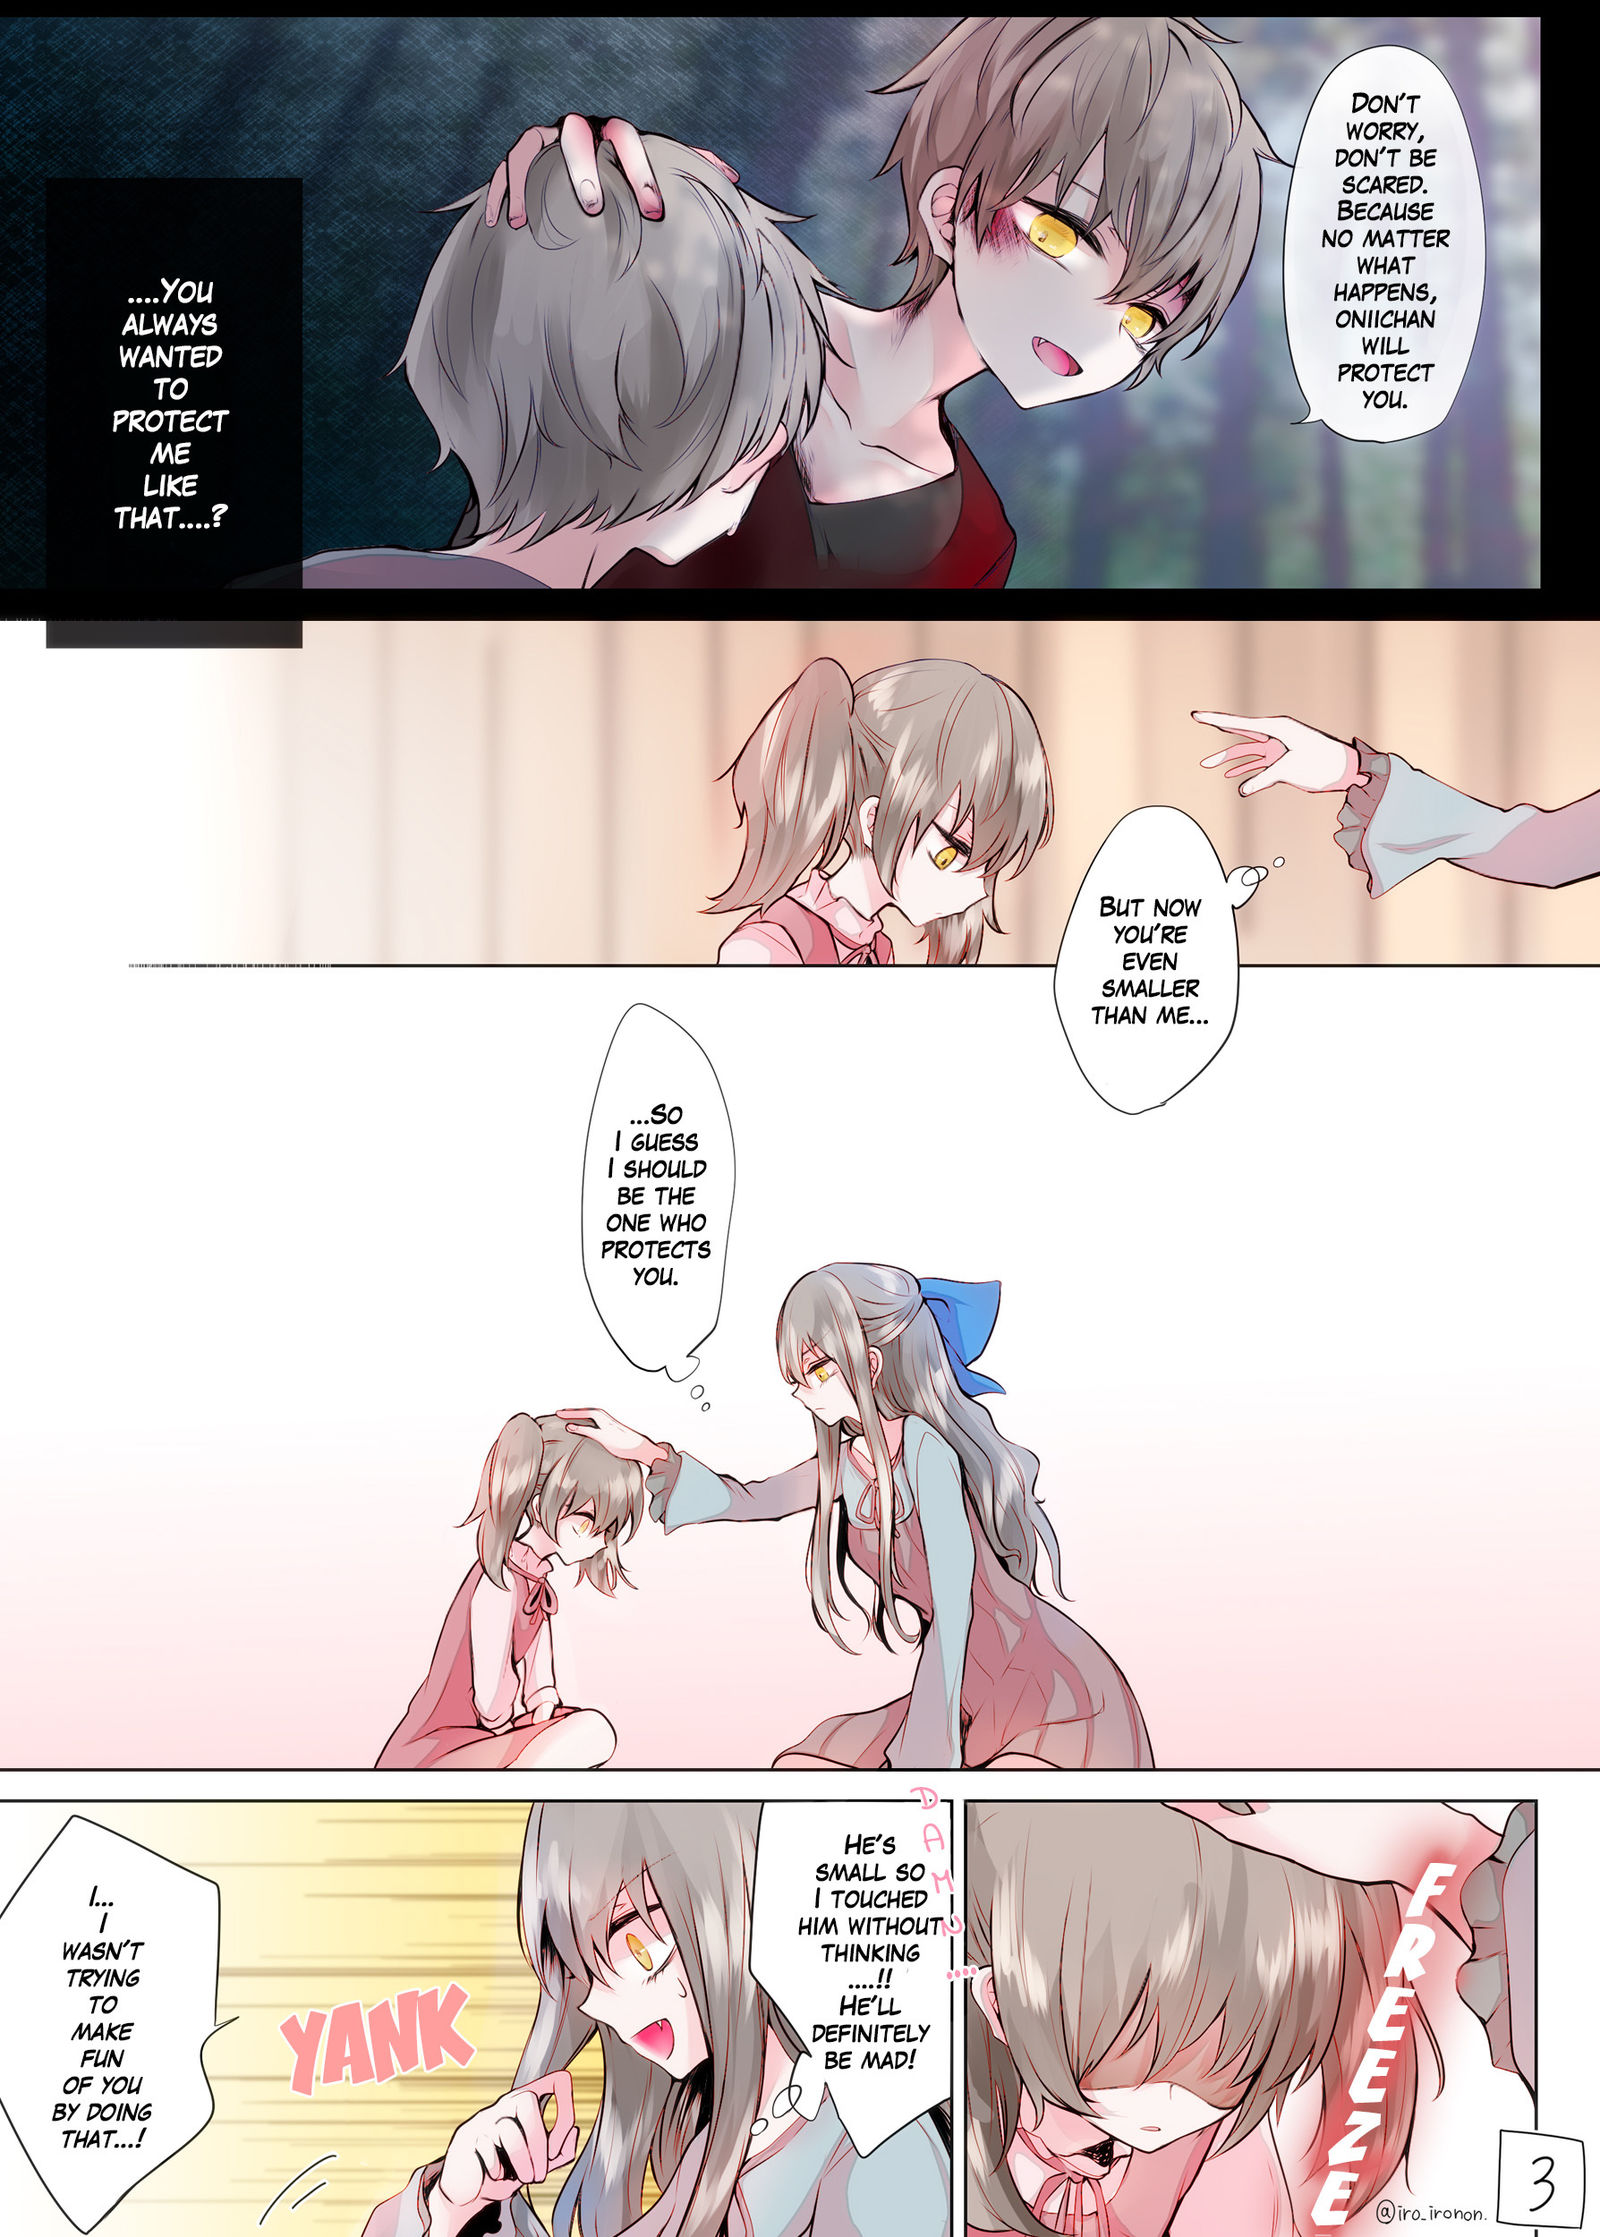 DON'T
WORRY,
DON'T BE
SCARED.
BECAUSE
NO MATTER
WHAT
HAPPENS,
ONIICHAN
WILL
PROTECT
YOU.
....YOU
ALWAYS
WANTED
TO
PROTECT
ME
LIKE
THAT....?
BUT NOW
YOU'RE
EVEN
SMALLER
THAN ME...
...SO
I GUESS
I SHOULD
BE THE
ONE WHO
PROTECTS
YOU.
FREEZE
DAMN....
HE'S
SMALL SO
I TOUCHED
HIM WITHOUT
THINKING
....!!
HE'LL
DEFINITELY
BE MAD!
YANK
I...
I
WASN'T
TRYING
TO
MAKE
FUN
OF YOU
BY DOING
THAT...!
@iro_ironon.
3